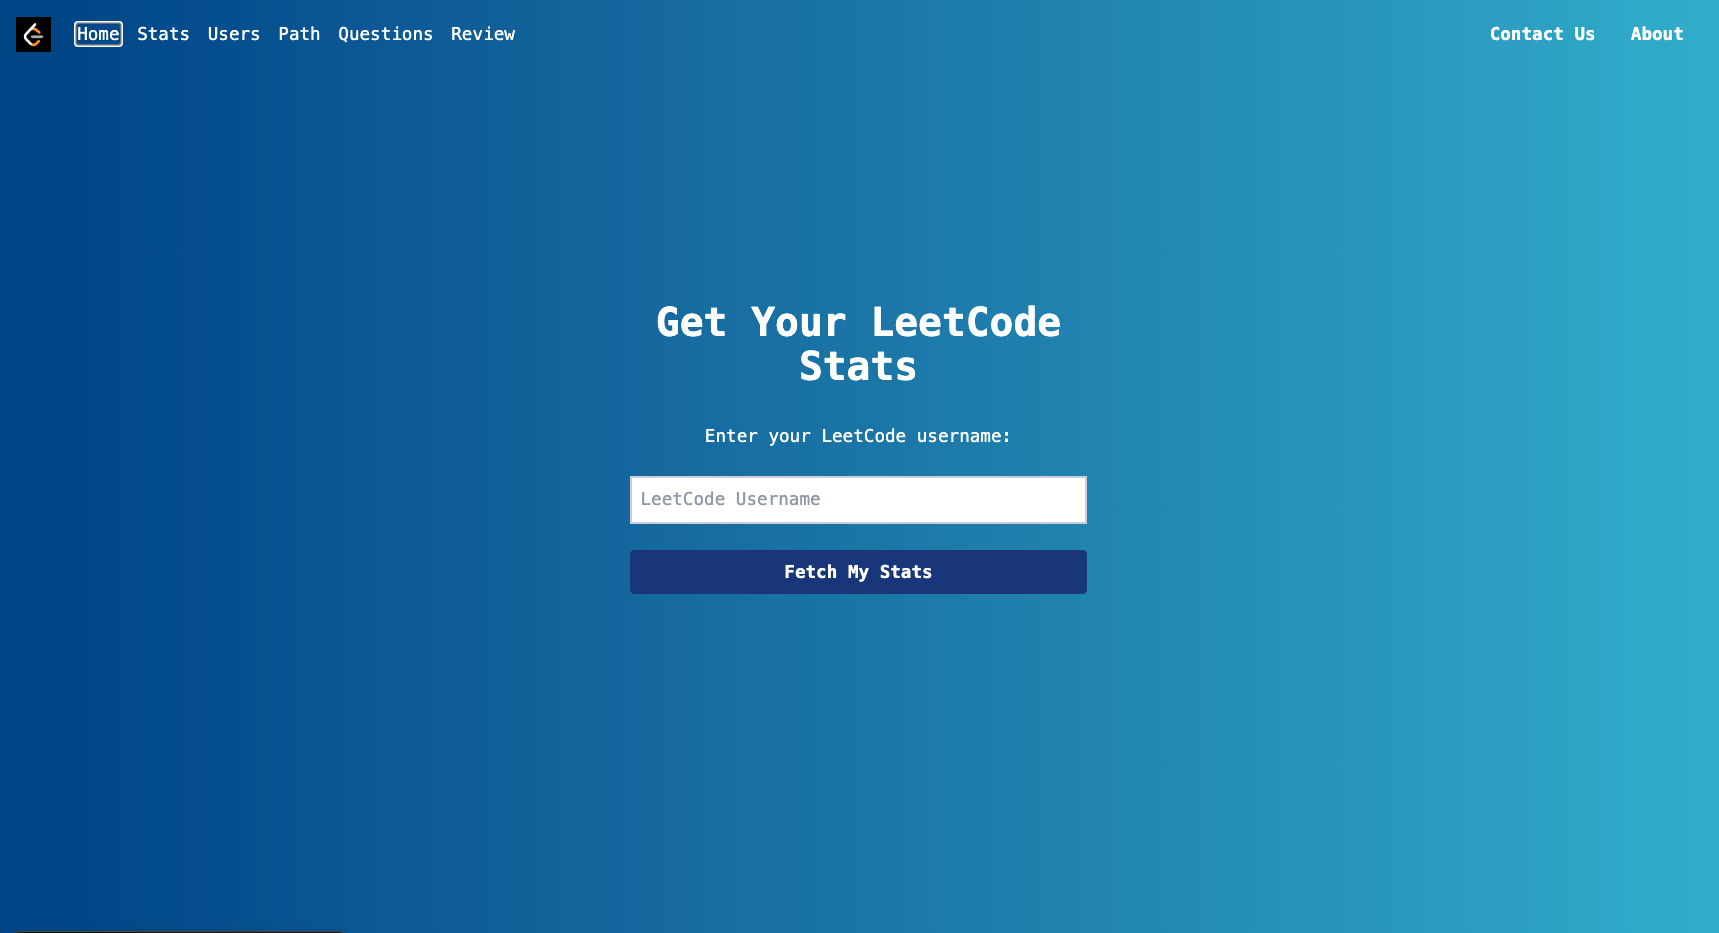 Home Stats Users Path Questions Review Contact Us About
Get Your LeetCode
Stats
Enter your LeetCode username:
LeetCode Username
Fetch My Stats